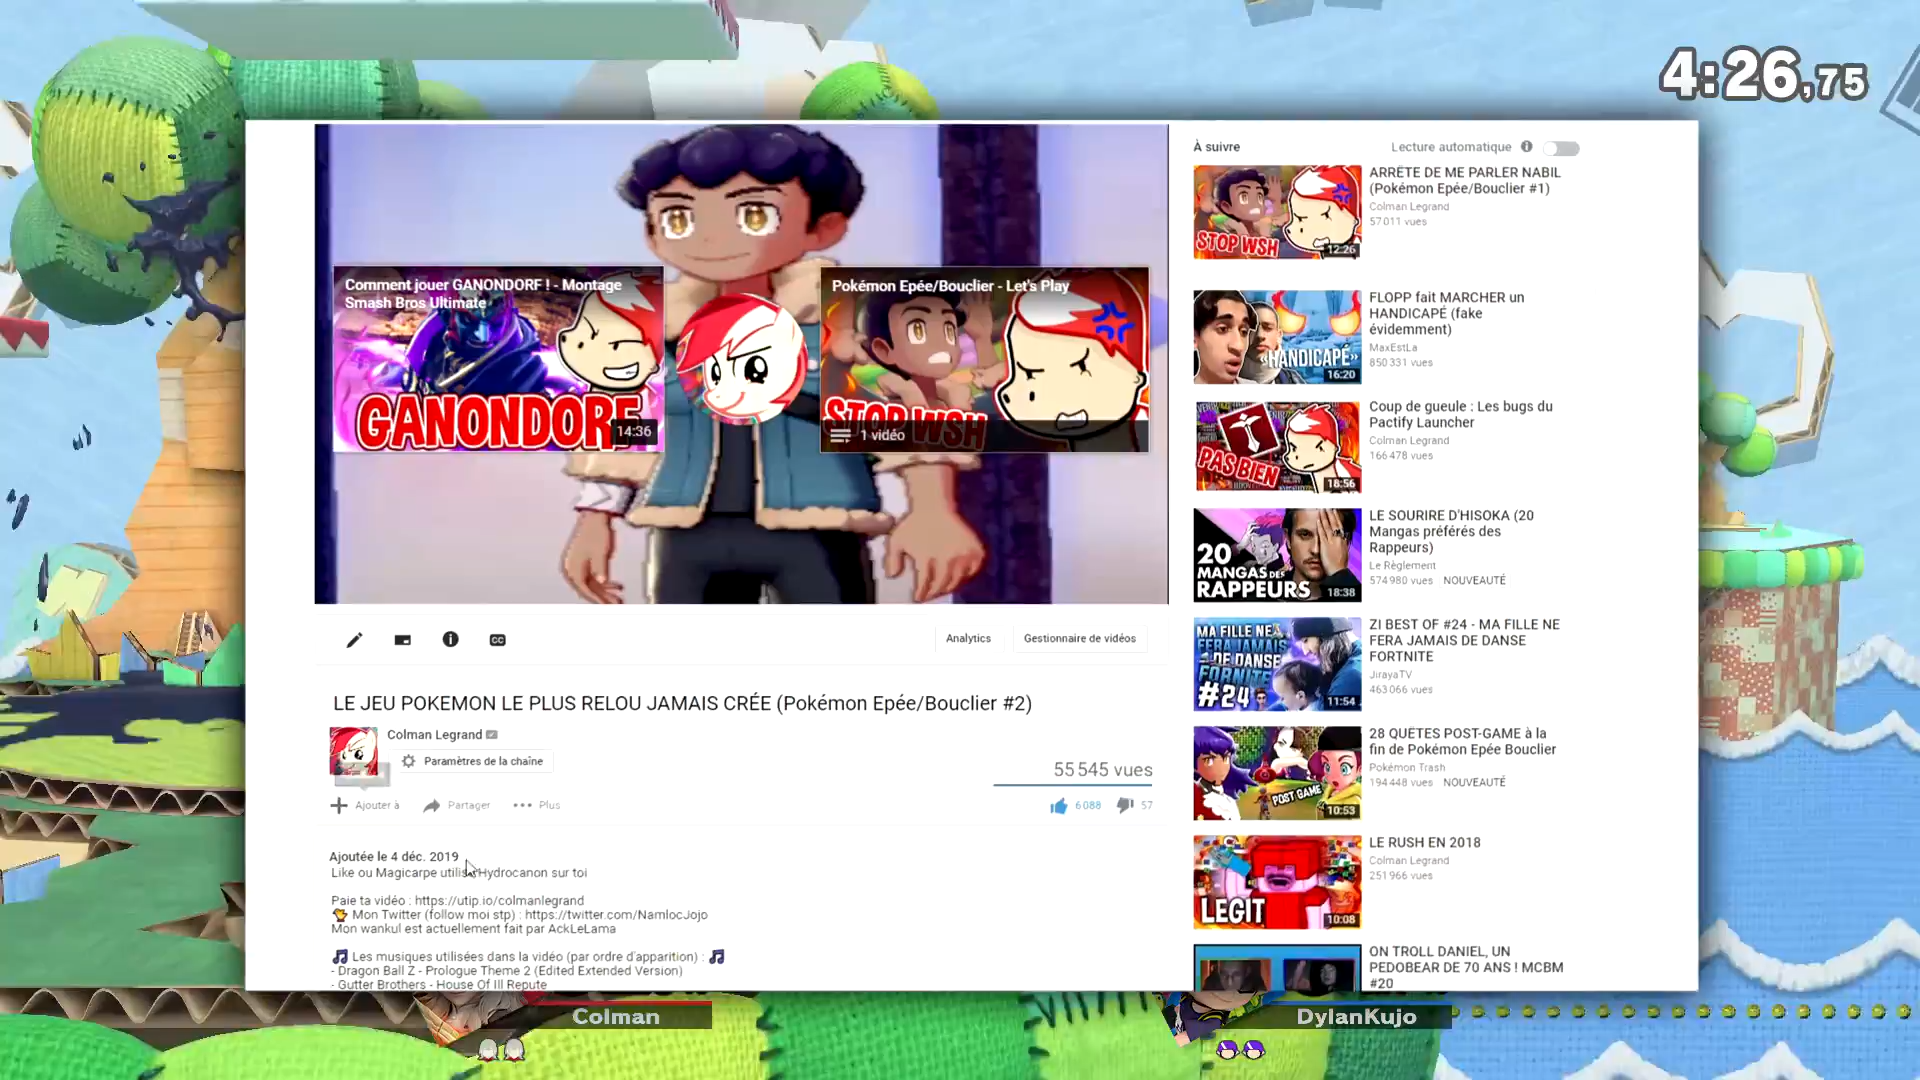 4:26,75
Comment jouer GANONDORF ! - Montage
Smash Bros Ultimate
GANONDORF
14:36
Pokémon Epée/Bouclier - Let's Play
STOP WSH
1 vidéo
Analytics
Gestionnaire de vidéos
LE JEU POKEMON LE PLUS RELOU JAMAIS CRÉE (Pokémon Epée/Bouclier #2)
Colman Legrand
Paramètres de la chaîne
55 545 vues
Ajouter à
Partager
Plus
6 088
57
Ajoutée le 4 déc. 2019
Like ou Magicarpe utilise Hydrocanon sur toi
Paie ta vidéo : https://utip.io/colmanlegrand
Mon Twitter (follow moi stp) : https://twitter.com/NamlocJojo
Mon wankul est actuellement fait par AckLeLama
Les musiques utilisées dans la vidéo (par ordre d'apparition) :
- Dragon Ball Z - Prologue Theme 2 (Edited Extended Version)
- Gutter Brothers - House Of Ill Repute
À suivre
Lecture automatique
STOP WSH
12:26
ARRÊTE DE ME PARLER NABIL
(Pokémon Epée/Bouclier #1)
Colman Legrand
57 011 vues
«HANDICAPÉ»
16:20
FLOPP fait MARCHER un
HANDICAPÉ (fake
évidemment)
MaxEstLa
850 331 vues
PAS BIEN
18:56
Coup de gueule : Les bugs du
Pactify Launcher
Colman Legrand
166 478 vues
20
MANGAS DES
RAPPEURS
18:38
LE SOURIRE D'HISOKA (20
Mangas préférés des
Rappeurs)
Le Règlement
574 980 vues NOUVEAUTÉ
MA FILLE NE
FERA JAMAIS
DE DANSE
FORNITE
#24
11:54
ZI BEST OF #24 - MA FILLE NE
FERA JAMAIS DE DANSE
FORTNITE
JirayaTV
463 066 vues
POST GAME
10:53
28 QUÊTES POST-GAME à la
fin de Pokémon Epée Bouclier
Pokémon Trash
194 448 vues NOUVEAUTÉ
LEGIT
10:08
LE RUSH EN 2018
Colman Legrand
251 966 vues
ON TROLL DANIEL, UN
PEDOBEAR DE 70 ANS ! MCBM
#20
Colman
DylanKujo